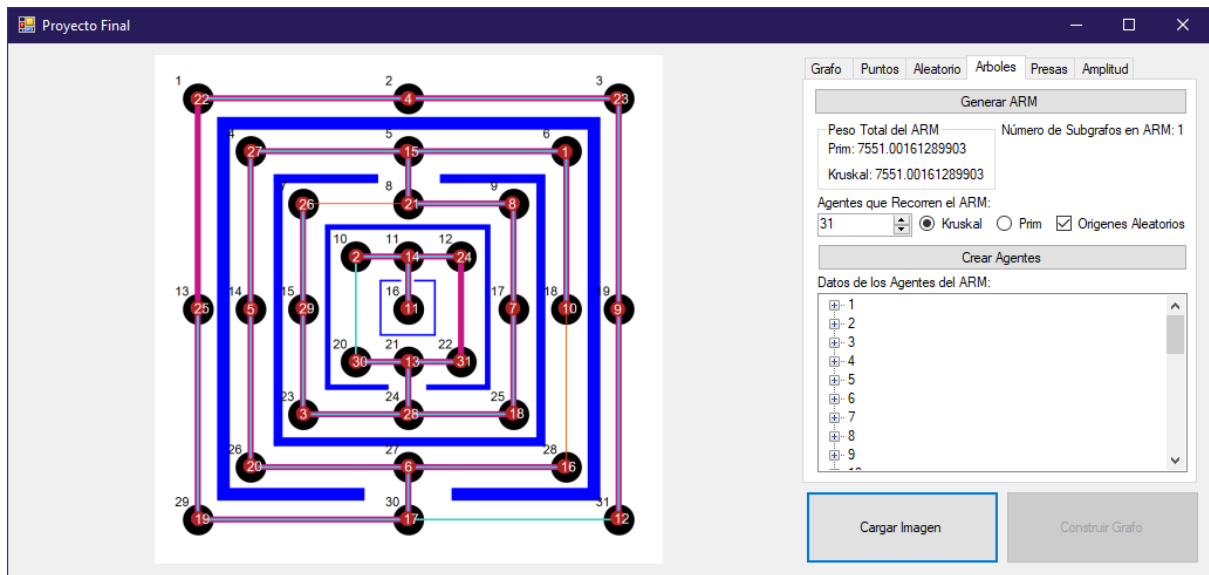 Proyecto Final
Grafo Puntos Aleatorio Arboles Presas Amplitud
Generar ARM
Peso Total del ARM
Prim: 7551.00161289903
Kruskal: 7551.00161289903
Número de Subgrafos en ARM: 1
Agentes que Recorren el ARM:
31 Kruskal Prim Origenes Aleatorios
Crear Agentes
Datos de los Agentes del ARM:
1
2
3
4
5
6
7
8
9
Cargar Imagen Construir Grafo
1 2 3
22 4 23
4 5 6
27 15 1
7 8 9
26 21 8
10 11 12
2 14 24
13 14 15 16 17 18 19
25 5 29 11 7 10 9
20 21 22
30 13 31
23 24 25
3 28 18
26 27 28
20 6 16
29 30 31
19 17 12